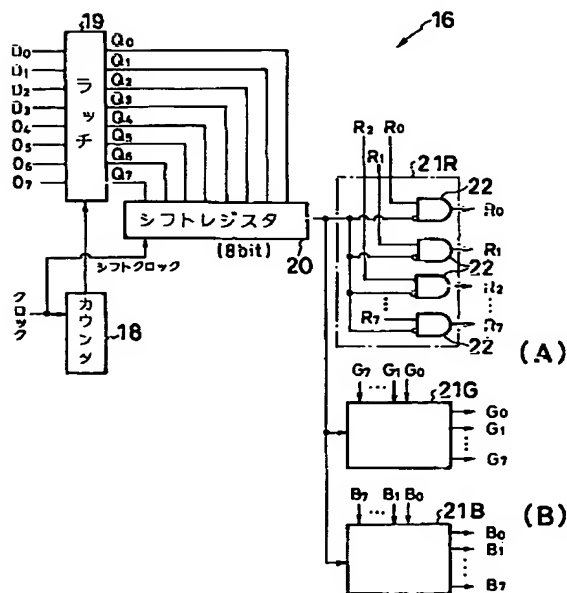 19
16
D0
D1
D2
D3
D4
D5
D6
D7
ラッチ
Q0
Q1
Q2
Q3
Q4
Q5
Q6
Q7
シフトレジスタ
(8bit)
20
シフトクロック
クロック
カウンタ
18
R2 R0
R1
21R
22
R0
R1
22
R2
R7
R7
22
(A)
G7 … G1 G0
21G
G0
G1
G7
B7 … B1 B0
21B
(B)
B0
B1
B7